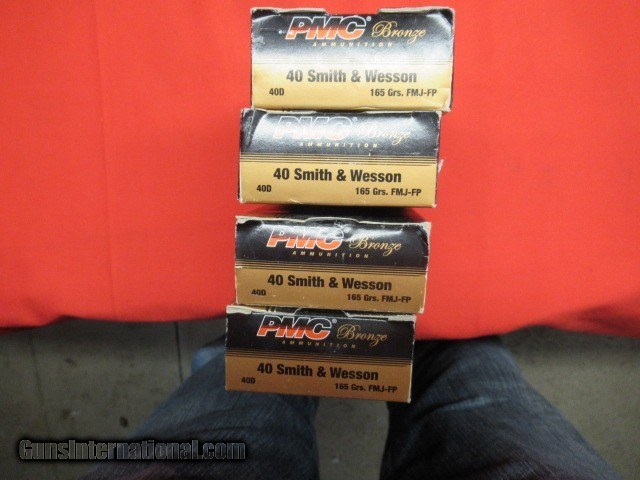 PMC® Bronze
AMMUNITION
40 Smith & Wesson
40D 165 Grs. FMJ-FP
PMC® Bronze
AMMUNITION
40 Smith & Wesson
40D 165 Grs. FMJ-FP
PMC® Bronze
AMMUNITION
40 Smith & Wesson
40D 165 Grs. FMJ-FP
PMC® Bronze
AMMUNITION
40 Smith & Wesson
40D 165 Grs. FMJ-FP
GunsInternational.com